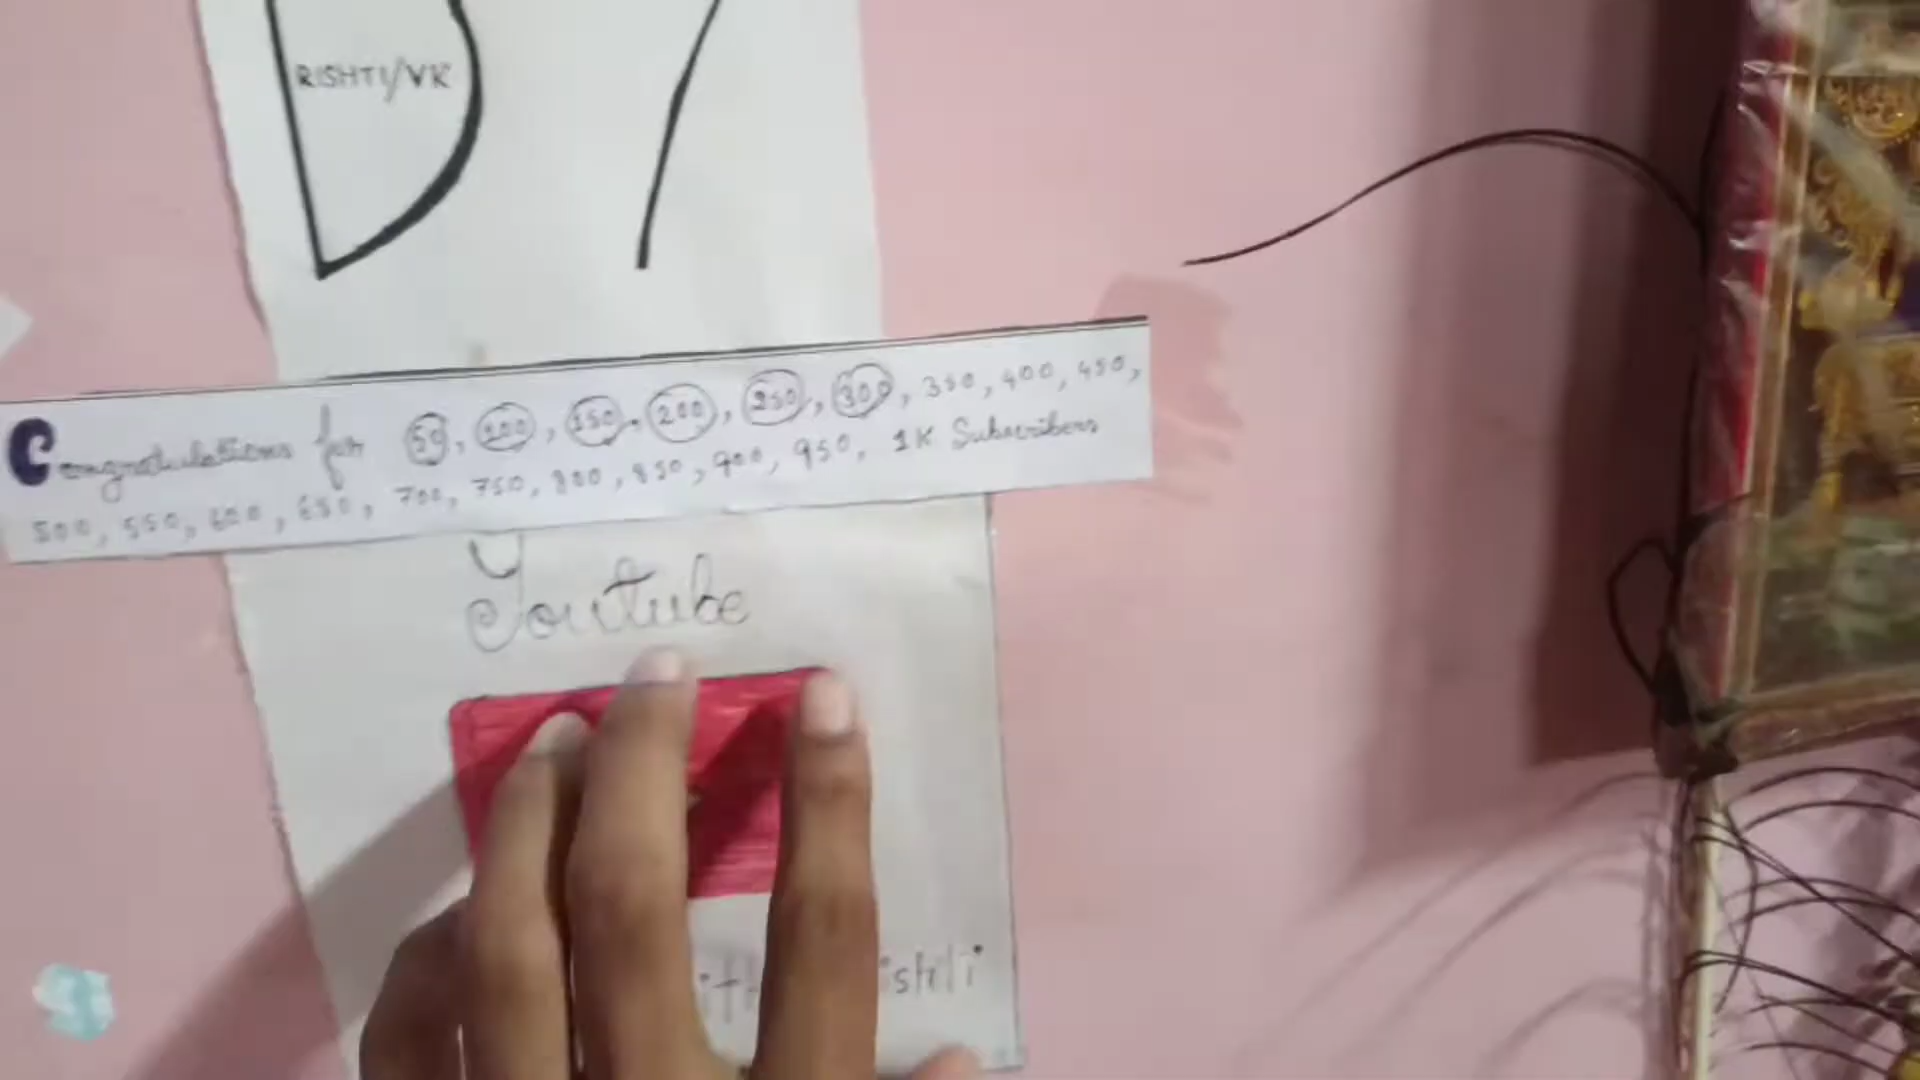 RISHTI/VK
Congratulations for 50, 100, 150, 200, 250, 300, 350, 400, 450,
500, 550, 600, 650, 700, 750, 800, 850, 900, 950, 1K Subscribers
Youtube